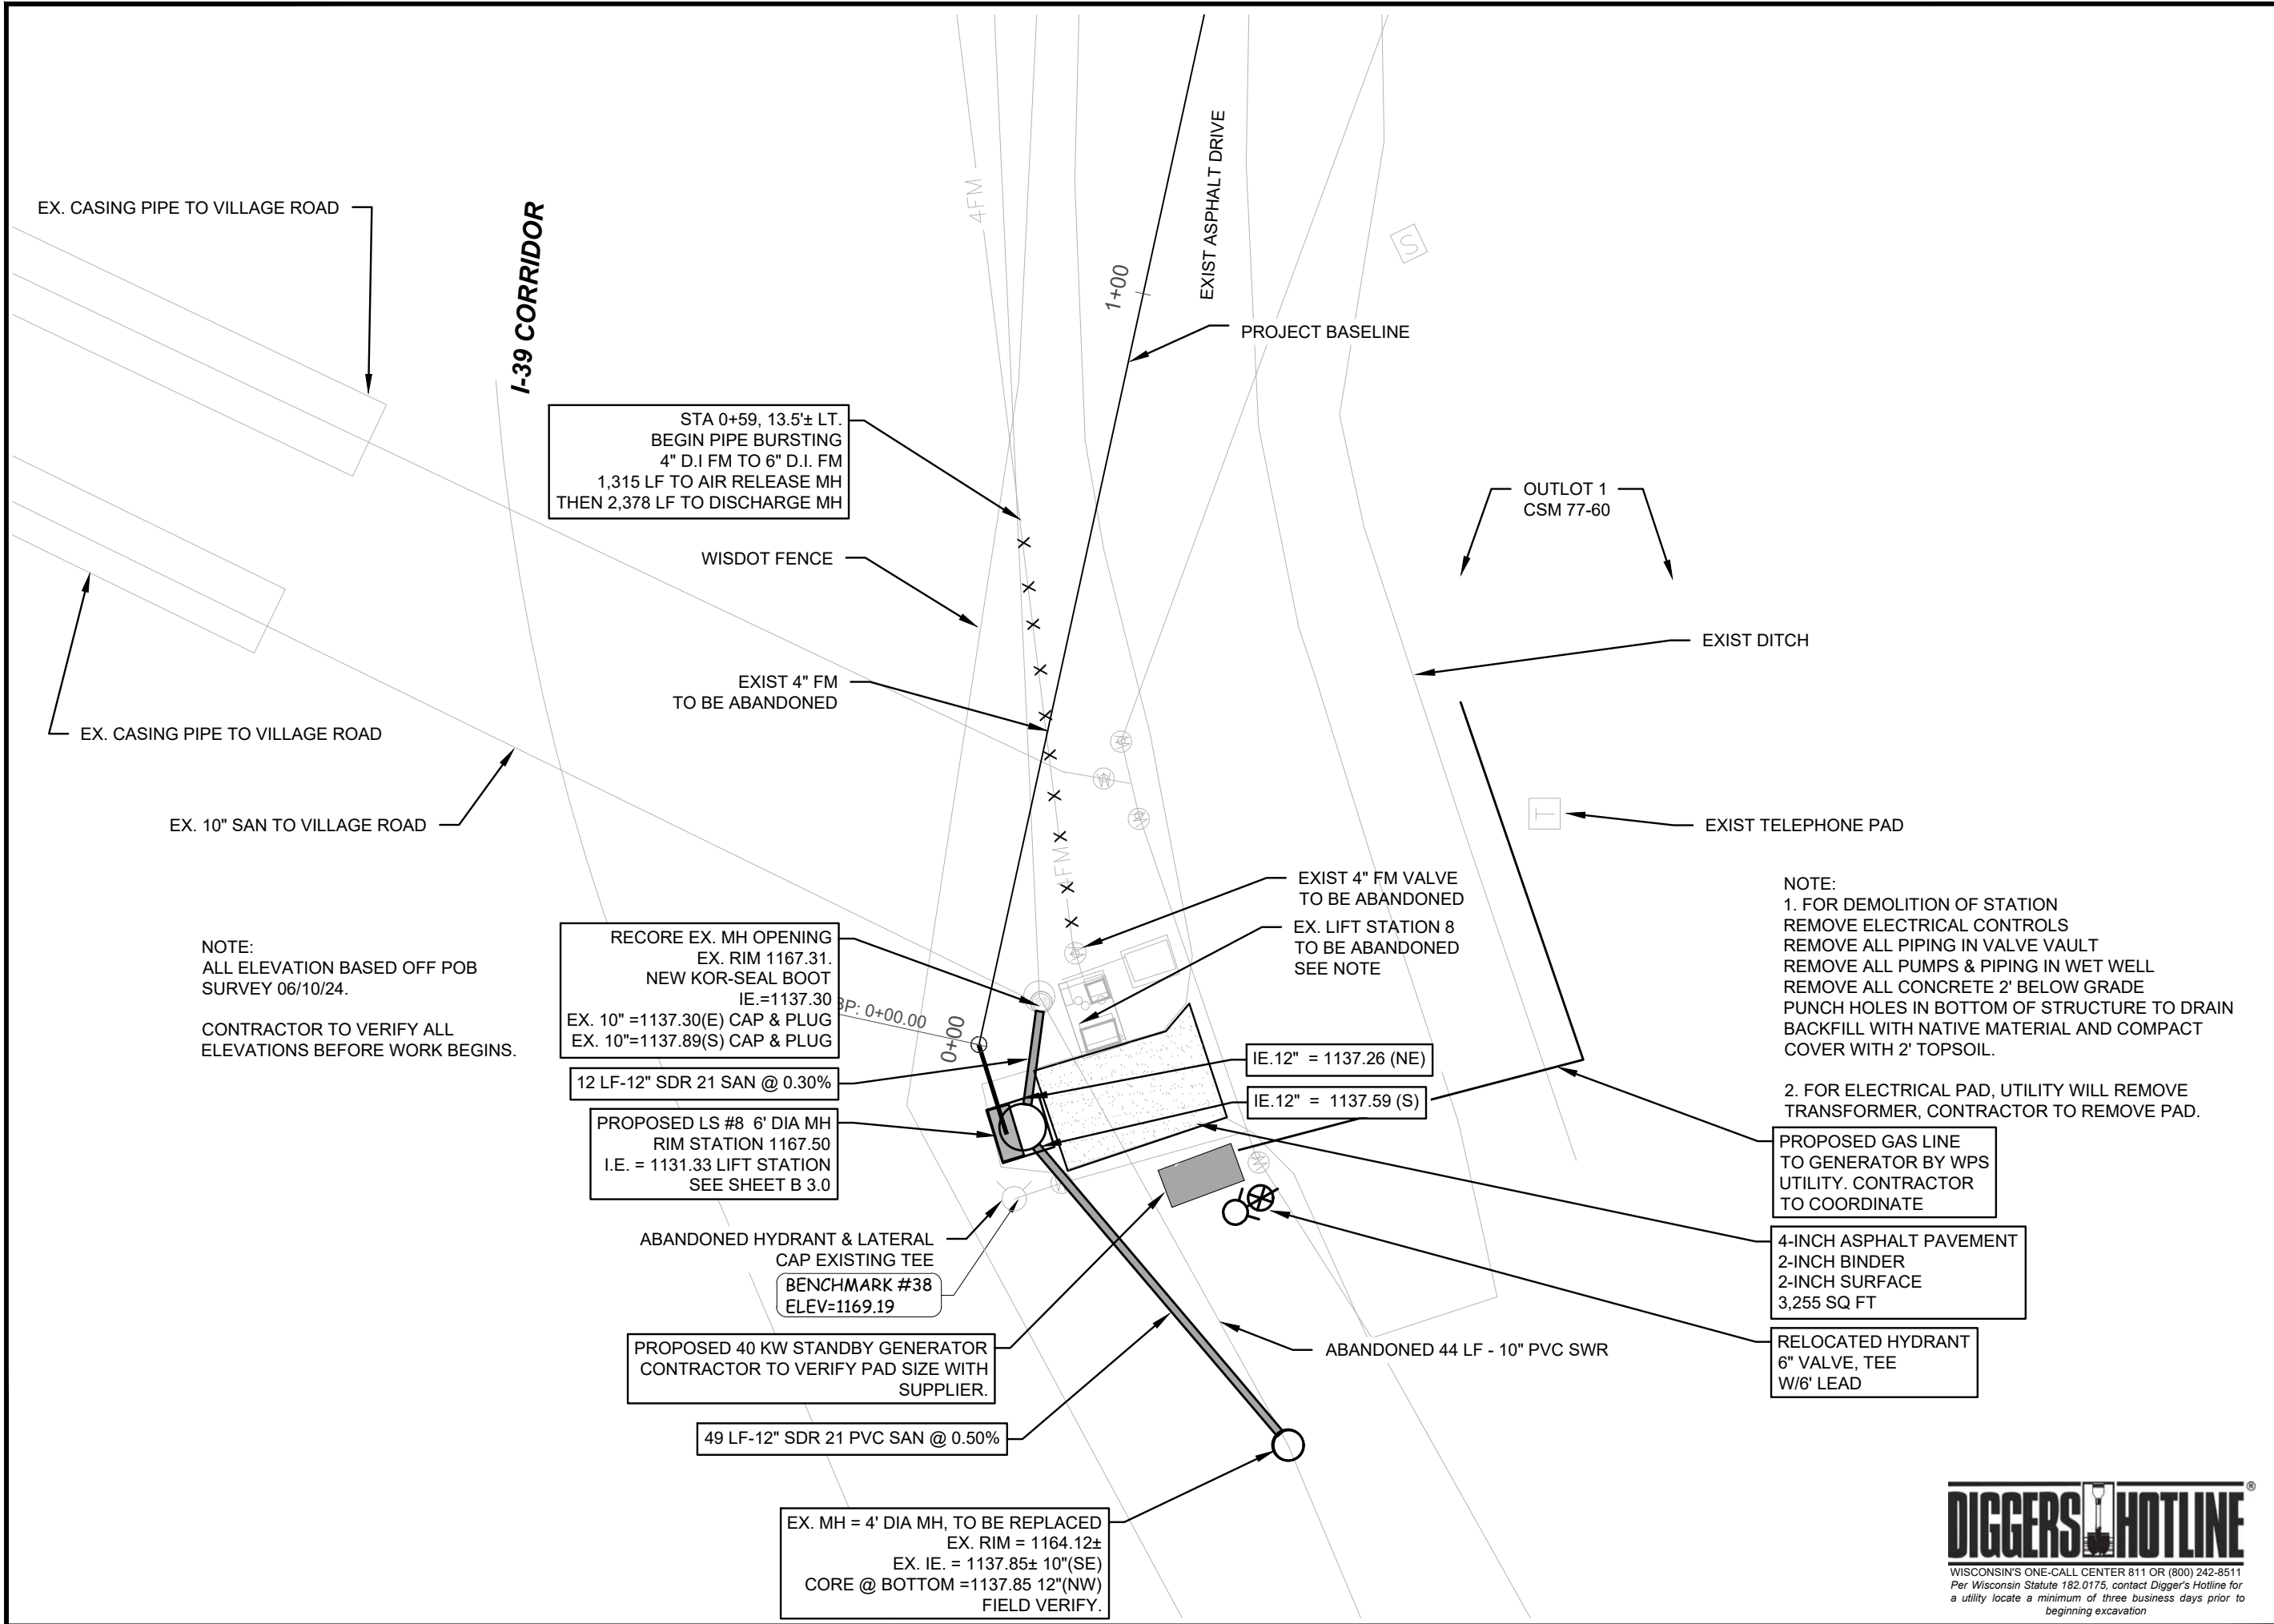 EX. CASING PIPE TO VILLAGE ROAD
I-39 CORRIDOR
4FM
EXIST ASPHALT DRIVE
1+00
S
PROJECT BASELINE
STA 0+59, 13.5'± LT.
BEGIN PIPE BURSTING
4" D.I FM TO 6" D.I. FM
1,315 LF TO AIR RELEASE MH
THEN 2,378 LF TO DISCHARGE MH
OUTLOT 1
CSM 77-60
WISDOT FENCE
EXIST DITCH
EXIST 4" FM
TO BE ABANDONED
EX. CASING PIPE TO VILLAGE ROAD
EX. 10" SAN TO VILLAGE ROAD
T
EXIST TELEPHONE PAD
4FM
EXIST 4" FM VALVE
TO BE ABANDONED
EX. LIFT STATION 8
TO BE ABANDONED
SEE NOTE
NOTE:
1. FOR DEMOLITION OF STATION
REMOVE ELECTRICAL CONTROLS
REMOVE ALL PIPING IN VALVE VAULT
REMOVE ALL PUMPS & PIPING IN WET WELL
REMOVE ALL CONCRETE 2' BELOW GRADE
PUNCH HOLES IN BOTTOM OF STRUCTURE TO DRAIN
BACKFILL WITH NATIVE MATERIAL AND COMPACT
COVER WITH 2' TOPSOIL.
2. FOR ELECTRICAL PAD, UTILITY WILL REMOVE
TRANSFORMER, CONTRACTOR TO REMOVE PAD.
NOTE:
ALL ELEVATION BASED OFF POB
SURVEY 06/10/24.
CONTRACTOR TO VERIFY ALL
ELEVATIONS BEFORE WORK BEGINS.
RECORE EX. MH OPENING
EX. RIM 1167.31.
NEW KOR-SEAL BOOT
IE.=1137.30
EX. 10" =1137.30(E) CAP & PLUG
EX. 10"=1137.89(S) CAP & PLUG
BP: 0+00.00
0+00
12 LF-12" SDR 21 SAN @ 0.30%
IE.12" = 1137.26 (NE)
IE.12" = 1137.59 (S)
PROPOSED LS #8 6' DIA MH
RIM STATION 1167.50
I.E. = 1131.33 LIFT STATION
SEE SHEET B 3.0
PROPOSED GAS LINE
TO GENERATOR BY WPS
UTILITY. CONTRACTOR
TO COORDINATE
ABANDONED HYDRANT & LATERAL
CAP EXISTING TEE
BENCHMARK #38
ELEV=1169.19
4-INCH ASPHALT PAVEMENT
2-INCH BINDER
2-INCH SURFACE
3,255 SQ FT
PROPOSED 40 KW STANDBY GENERATOR
CONTRACTOR TO VERIFY PAD SIZE WITH
SUPPLIER.
ABANDONED 44 LF - 10" PVC SWR
RELOCATED HYDRANT
6" VALVE, TEE
W/6' LEAD
49 LF-12" SDR 21 PVC SAN @ 0.50%
EX. MH = 4' DIA MH, TO BE REPLACED
EX. RIM = 1164.12±
EX. IE. = 1137.85± 10"(SE)
CORE @ BOTTOM =1137.85 12"(NW)
FIELD VERIFY.
DIGGERS HOTLINE®
WISCONSIN'S ONE-CALL CENTER 811 OR (800) 242-8511
Per Wisconsin Statute 182.0175, contact Digger's Hotline for
a utility locate a minimum of three business days prior to
beginning excavation